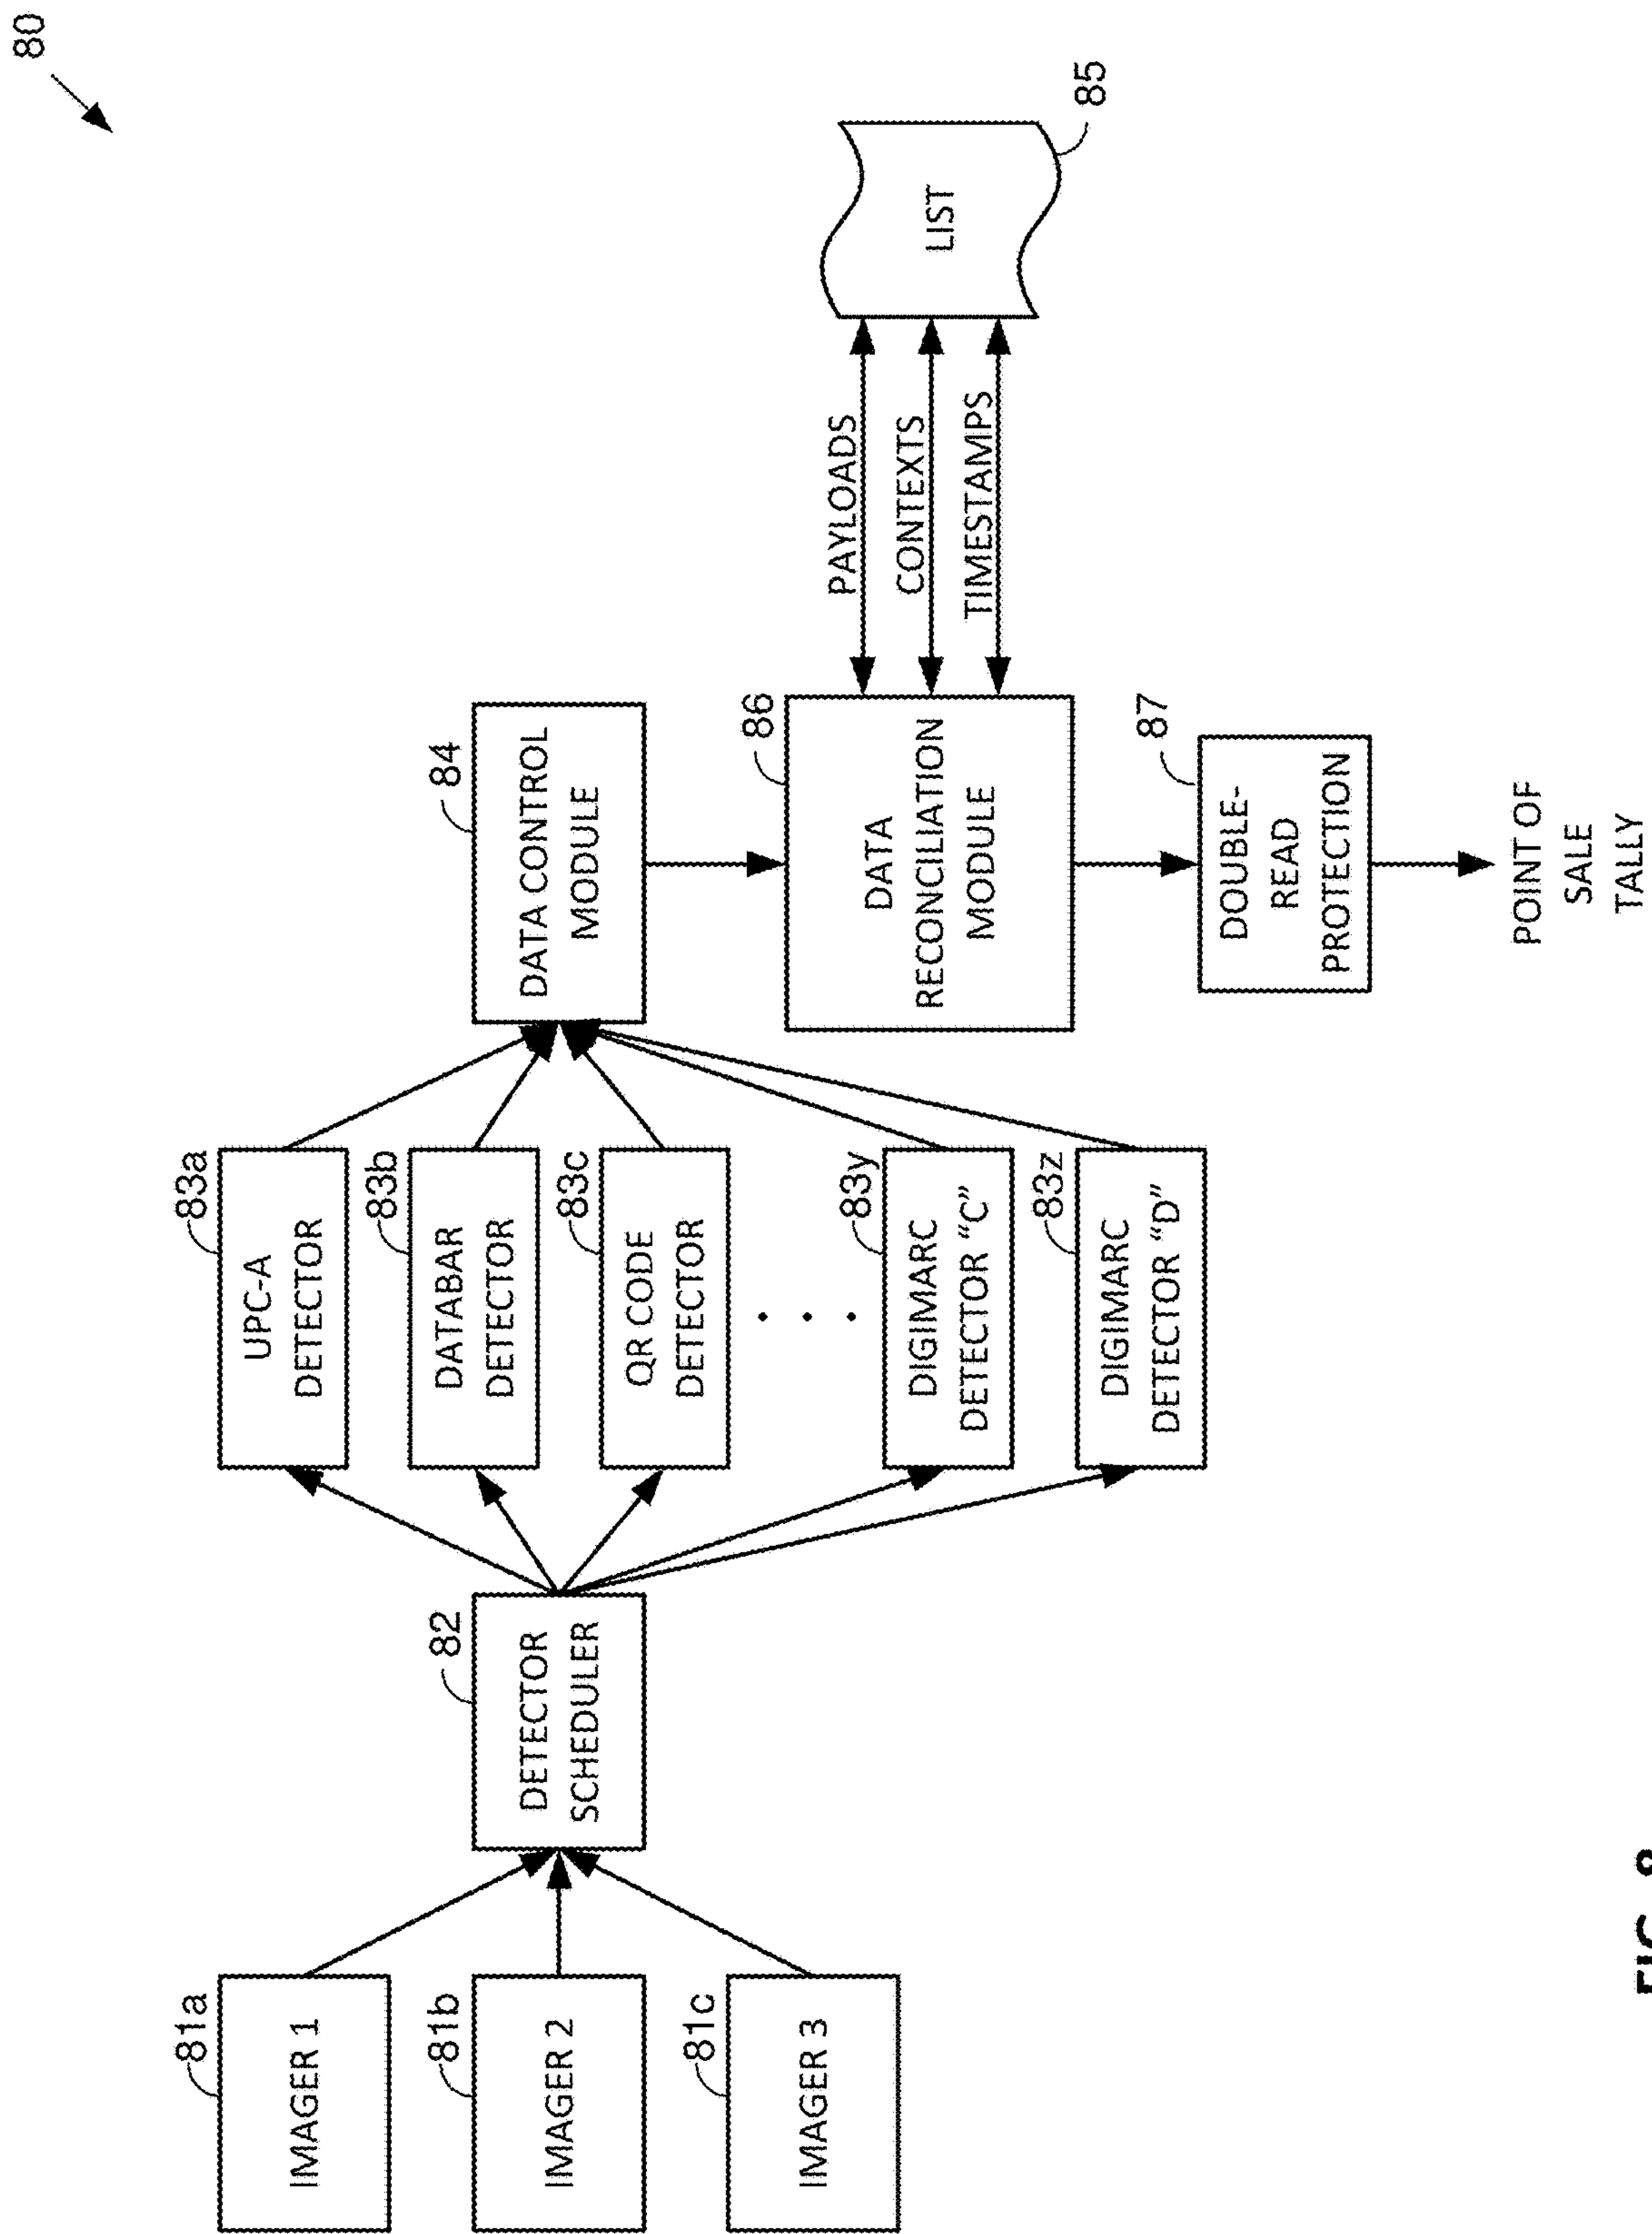 80
81a
IMAGER 1
81b
IMAGER 2
81c
IMAGER 3
82
DETECTOR
SCHEDULER
83a
UPC-A
DETECTOR
83b
DATABAR
DETECTOR
83c
QR CODE
DETECTOR
83y
DIGIMARC
DETECTOR “C”
83z
DIGIMARC
DETECTOR “D”
84
DATA CONTROL
MODULE
86
DATA
RECONCILIATION
MODULE
PAYLOADS
CONTEXTS
TIMESTAMPS
LIST
85
87
DOUBLE-
READ
PROTECTION
POINT OF
SALE
TALLY
FIG. 8